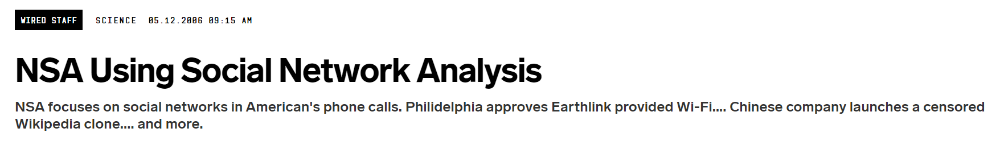 WIRED STAFF SCIENCE 05.12.2006 09:15 AM
NSA Using Social Network Analysis
NSA focuses on social networks in American's phone calls. Philidelphia approves Earthlink provided Wi-Fi.... Chinese company launches a censored
Wikipedia clone.... and more.